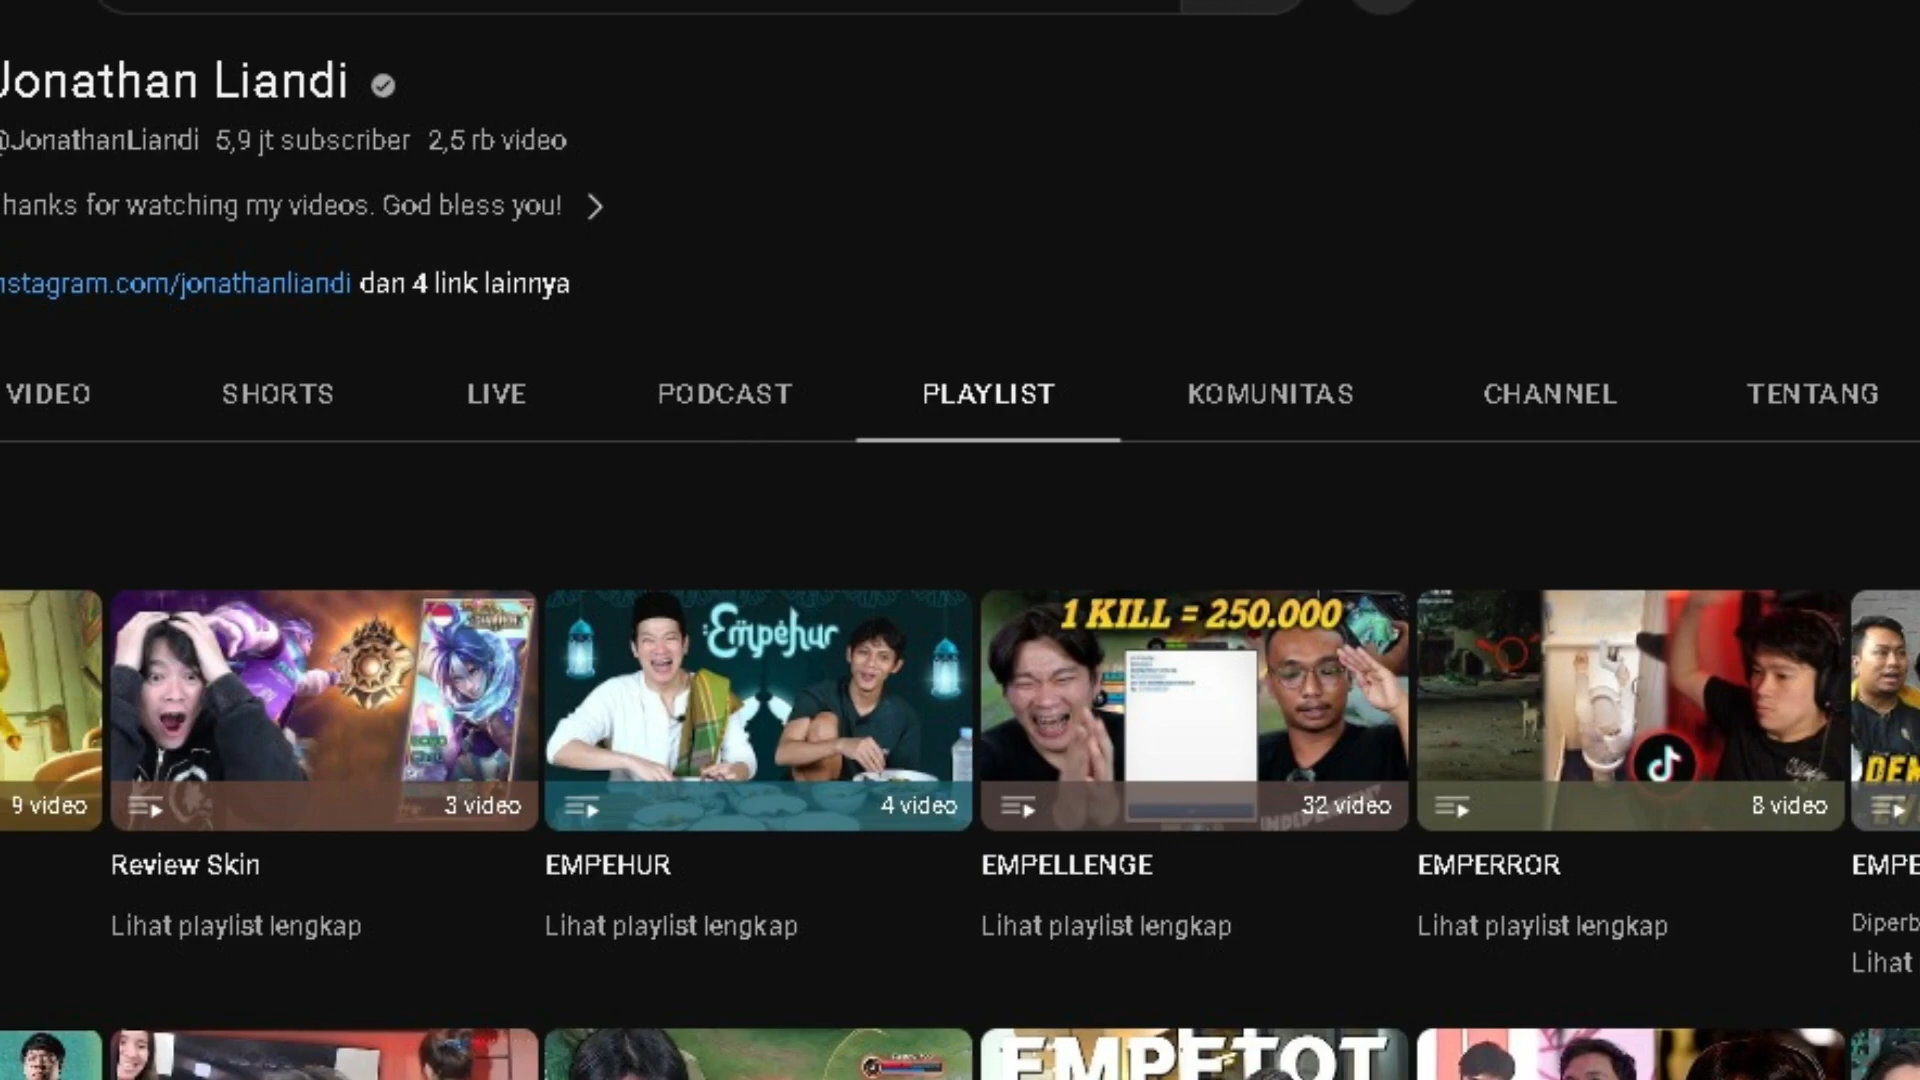 Jonathan Liandi
@JonathanLiandi 5,9 jt subscriber 2,5 rb video
hanks for watching my videos. God bless you!
nstagram.com/jonathanliandi dan 4 link lainnya
VIDEO SHORTS LIVE PODCAST PLAYLIST KOMUNITAS CHANNEL TENTANG
Empehur
1 KILL = 250.000
9 video
3 video
4 video
32 video
8 video
Review Skin
EMPEHUR
EMPELLENGE
EMPERROR
EMPE
Lihat playlist lengkap
Lihat playlist lengkap
Lihat playlist lengkap
Lihat playlist lengkap
Diperb
Lihat
EMPETOT